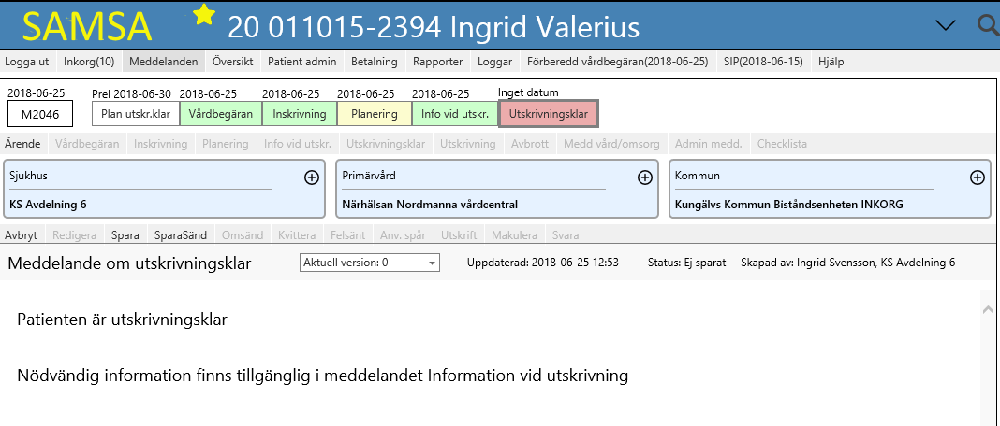 SAMSA 20 011015-2394 Ingrid Valerius
Logga ut Inkorg(10) Meddelanden Översikt Patient admin Betalning Rapporter Loggar Förberedd vårdbegäran(2018-06-25) SIP(2018-06-15) Hjälp
2018-06-25 Prel 2018-06-30 2018-06-25 2018-06-25 2018-06-25 2018-06-25 Inget datum
M2046 Plan utskr.klar Vårdbegäran Inskrivning Planering Info vid utskr. Utskrivningsklar
Ärende Vårdbegäran Inskrivning Planering Info vid utskr. Utskrivningsklar Utskrivning Avbrott Medd vård/omsorg Admin medd. Checklista
Sjukhus Primärvård Kommun
KS Avdelning 6 Närhälsan Nordmanna vårdcentral Kungälvs Kommun Biståndsenheten INKORG
Avbryt Redigera Spara SparaSänd Omsänd Kvittera Felsänt Anv. spår Utskrift Makulera Svara
Meddelande om utskrivningsklar Aktuell version: 0 Uppdaterad: 2018-06-25 12:53 Status: Ej sparat Skapad av: Ingrid Svensson, KS Avdelning 6
Patienten är utskrivningsklar
Nödvändig information finns tillgänglig i meddelandet Information vid utskrivning